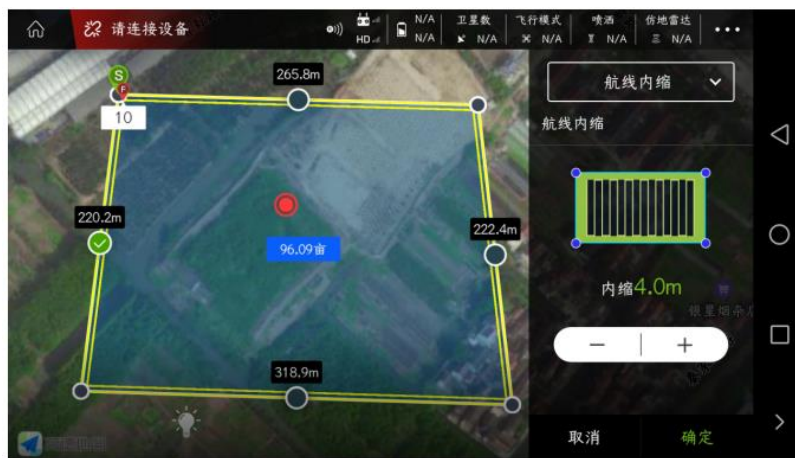 请连接设备
HD
N/A
N/A
卫星数
N/A
飞行模式
N/A
喷洒
N/A
仿地雷达
N/A
S
F
10
265.8m
220.2m
222.4m
96.09亩
318.9m
航线内缩
航线内缩
内缩4.0m
取消
确定